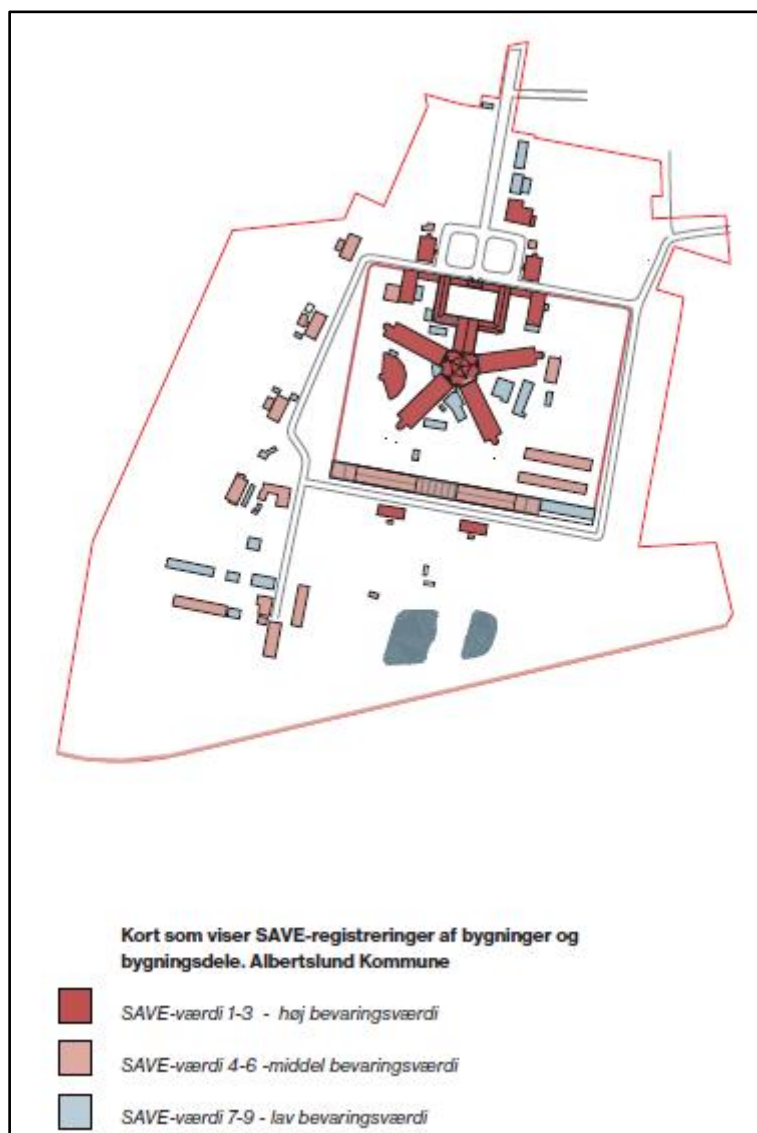 Kort som viser SAVE-registreringer af bygninger og
bygningsdele. Albertslund Kommune
SAVE-værdi 1-3 - høj bevaringsværdi
SAVE-værdi 4-6 -middel bevaringsværdi
SAVE-værdi 7-9 - lav bevaringsværdi